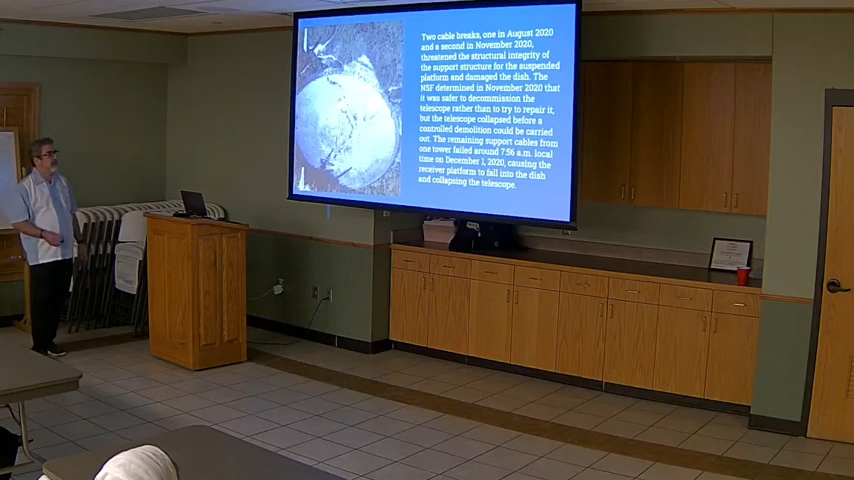 Two cable breaks, one in August 2020
and a second in November 2020,
threatened the structural integrity of
the support structure for the suspended
platform and damaged the dish. The
NSF determined in November 2020 that
it was safer to decommission the
telescope rather than to try to repair it,
but the telescope collapsed before a
controlled demolition could be carried
out. The remaining support cables from
one tower failed around 7:56 a.m. local
time on December 1, 2020, causing the
receiver platform to fall into the dish
and collapsing the telescope.